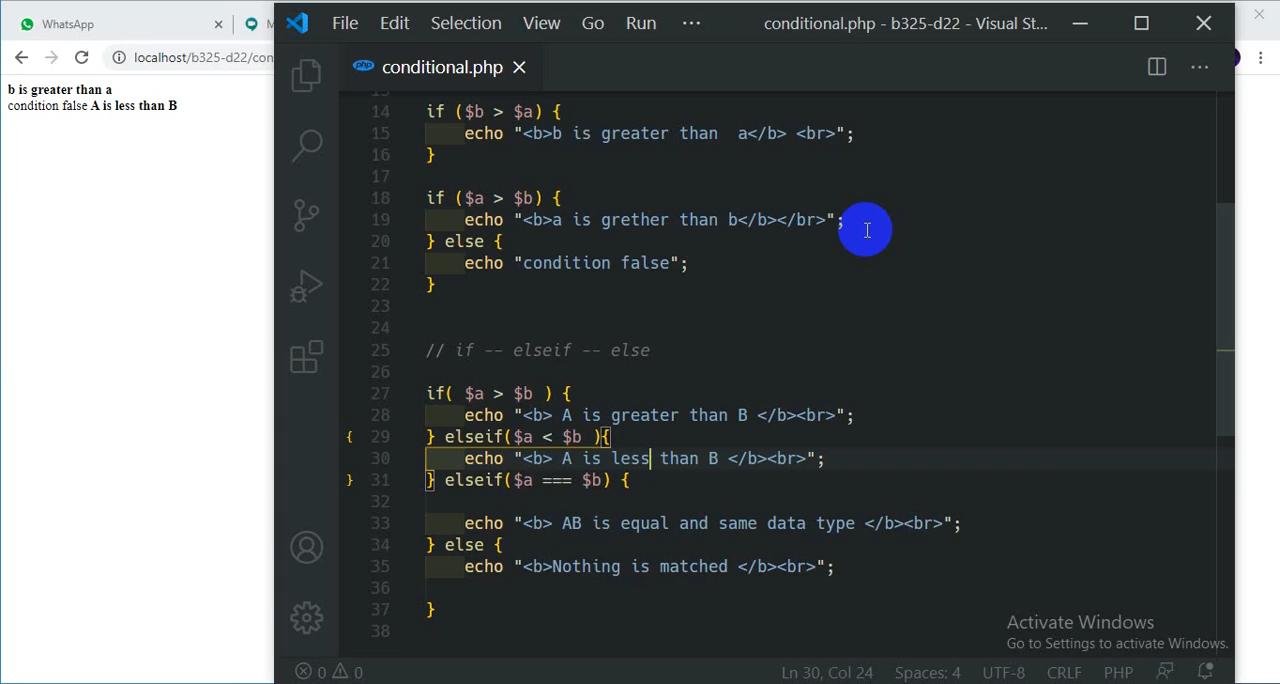 WhatsApp
M
File Edit Selection View Go Run ··· conditional.php - b325-d22 - Visual St...
localhost/b325-d22/con
php conditional.php
b is greater than a
condition false A is less than B
14 if ($b > $a) {
15 echo "<b>b is greater than  a</b> <br>";
16 }
17
18 if ($a > $b) {
19 echo "<b>a is grether than b</b></br>";
20 } else {
21 echo "condition false";
22 }
23
24
25 // if -- elseif -- else
26
27 if( $a > $b ) {
28 echo "<b> A is greater than B </b><br>";
29 } elseif($a < $b ){
30 echo "<b> A is less than B </b><br>";
31 } elseif($a === $b) {
32
33 echo "<b> AB is equal and same data type </b><br>";
34 } else {
35 echo "<b>Nothing is matched </b><br>";
36
37 }
38
Activate Windows
Go to Settings to activate Windows.
0 0 Ln 30, Col 24 Spaces: 4 UTF-8 CRLF PHP